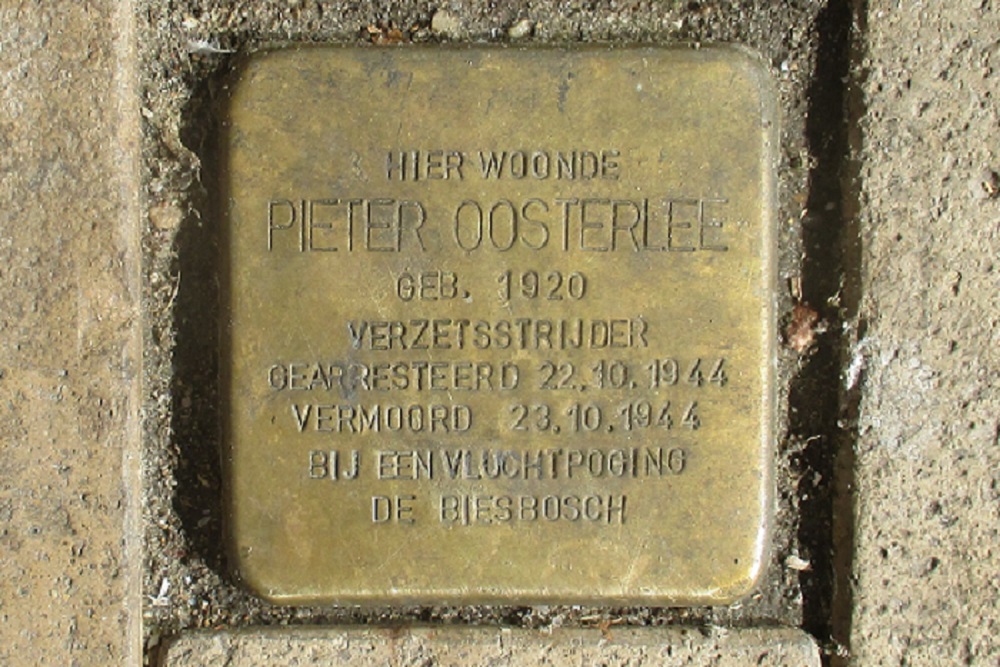 HIER WOONDE
PIETER OOSTERLEE
GEB. 1920
VERZETSSTRIJDER
GEARRESTEERD 22.10.1944
VERMOORD 23.10.1944
BIJ EEN VLUCHTPOGING
DE BIESBOSCH